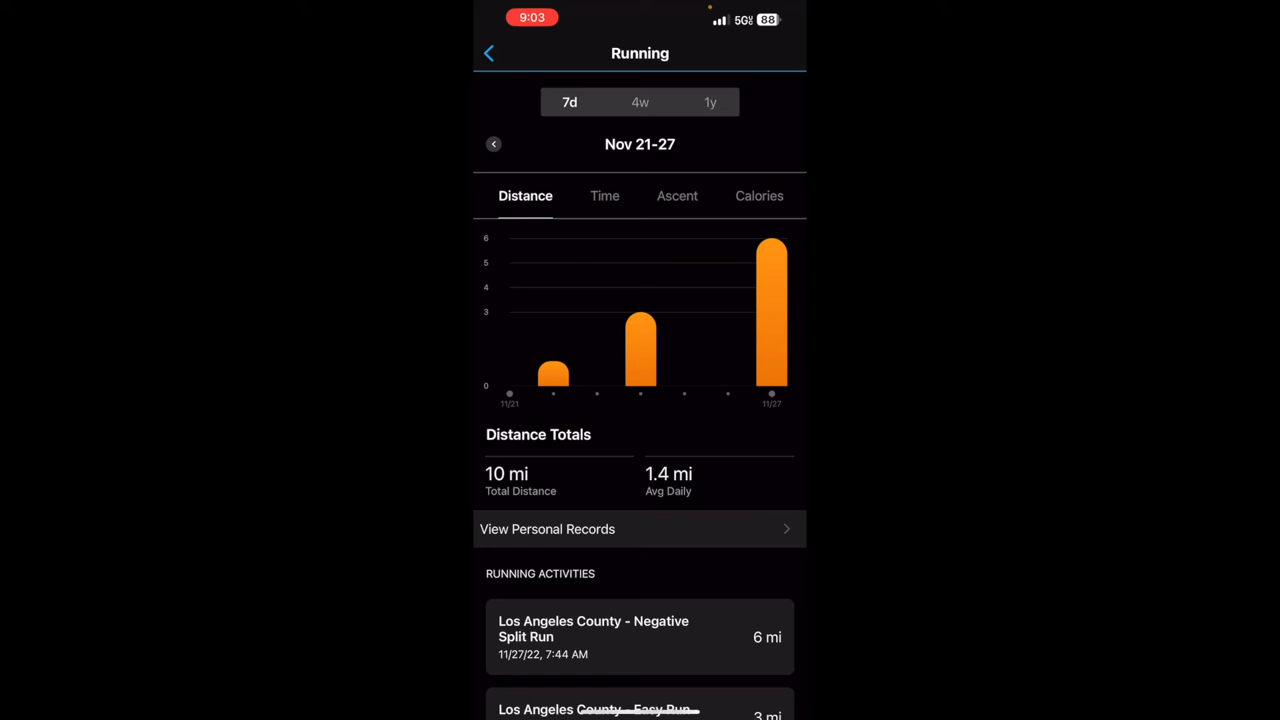 9:03
5G 88
Running
7d 4w 1y
Nov 21-27
Distance Time Ascent Calories
6
5
4
3
0
11/21 11/27
Distance Totals
10 mi 1.4 mi
Total Distance Avg Daily
View Personal Records
RUNNING ACTIVITIES
Los Angeles County - Negative
Split Run
6 mi
11/27/22, 7:44 AM
Los Angeles County - Easy Run
3 mi